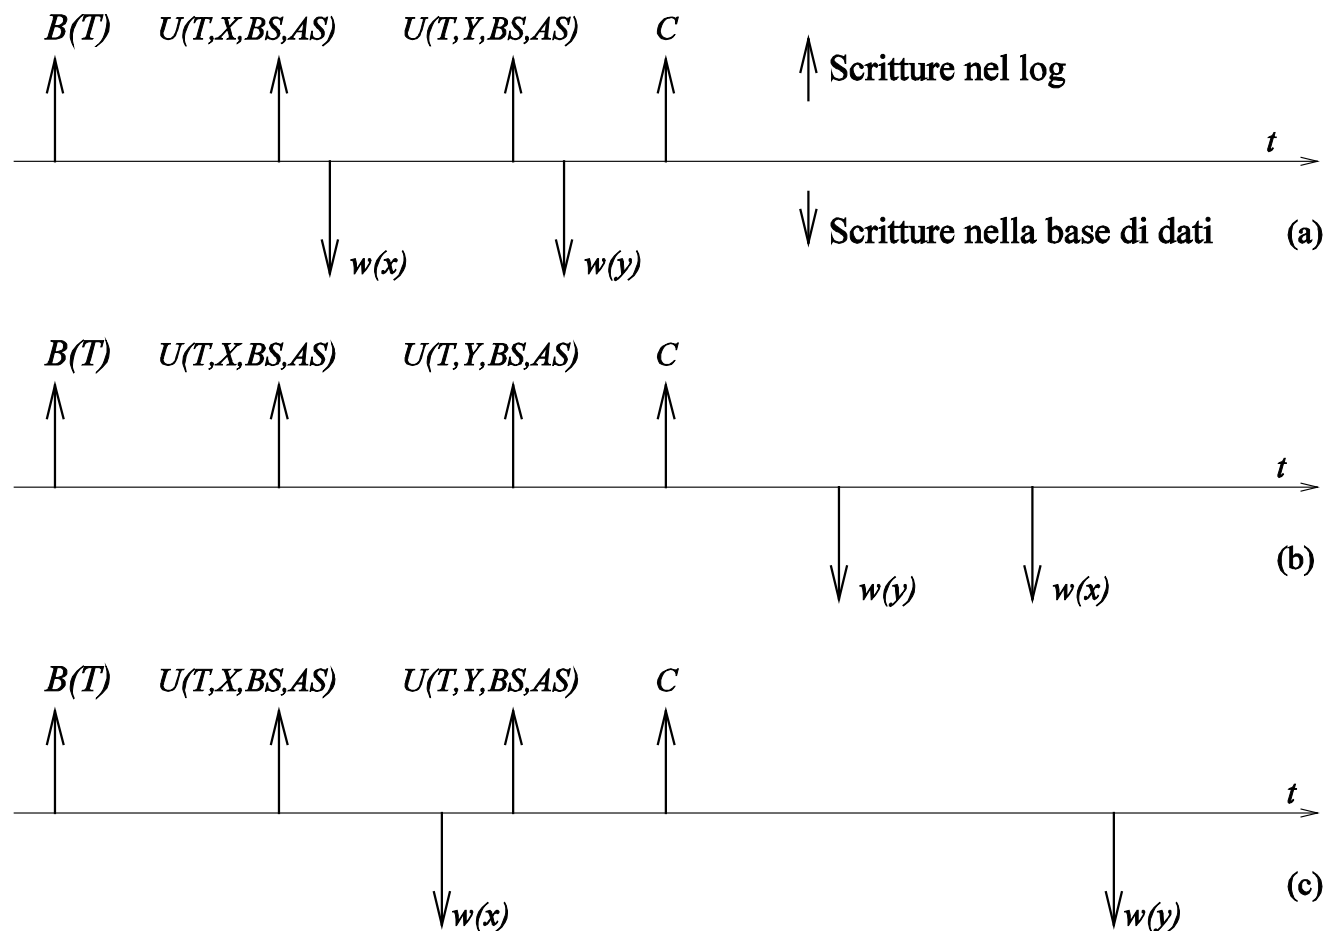 B(T) U(T,X,BS,AS) U(T,Y,BS,AS) C
Scritture nel log
t
Scritture nella base di dati (a)
w(x) w(y)
B(T) U(T,X,BS,AS) U(T,Y,BS,AS) C
t
(b)
w(y) w(x)
B(T) U(T,X,BS,AS) U(T,Y,BS,AS) C
t
(c)
w(x) w(y)